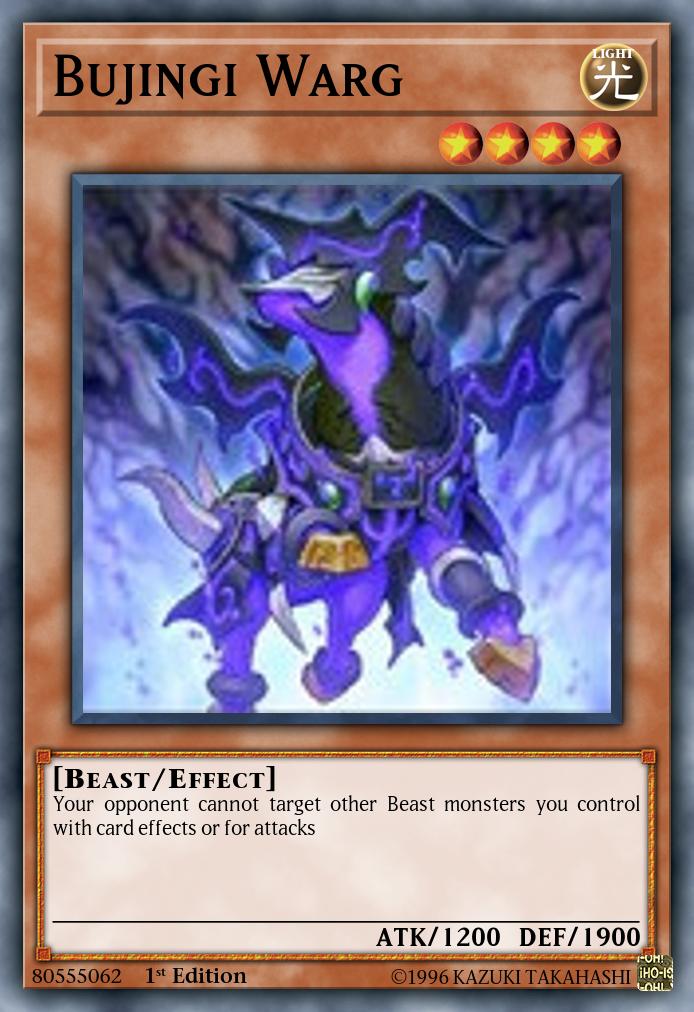 Bujingi Warg
LIGHT
光
[Beast/Effect]
Your opponent cannot target other Beast monsters you control
with card effects or for attacks
ATK/1200 DEF/1900
80555062 1st Edition ©1996 KAZUKI TAKAHASHI